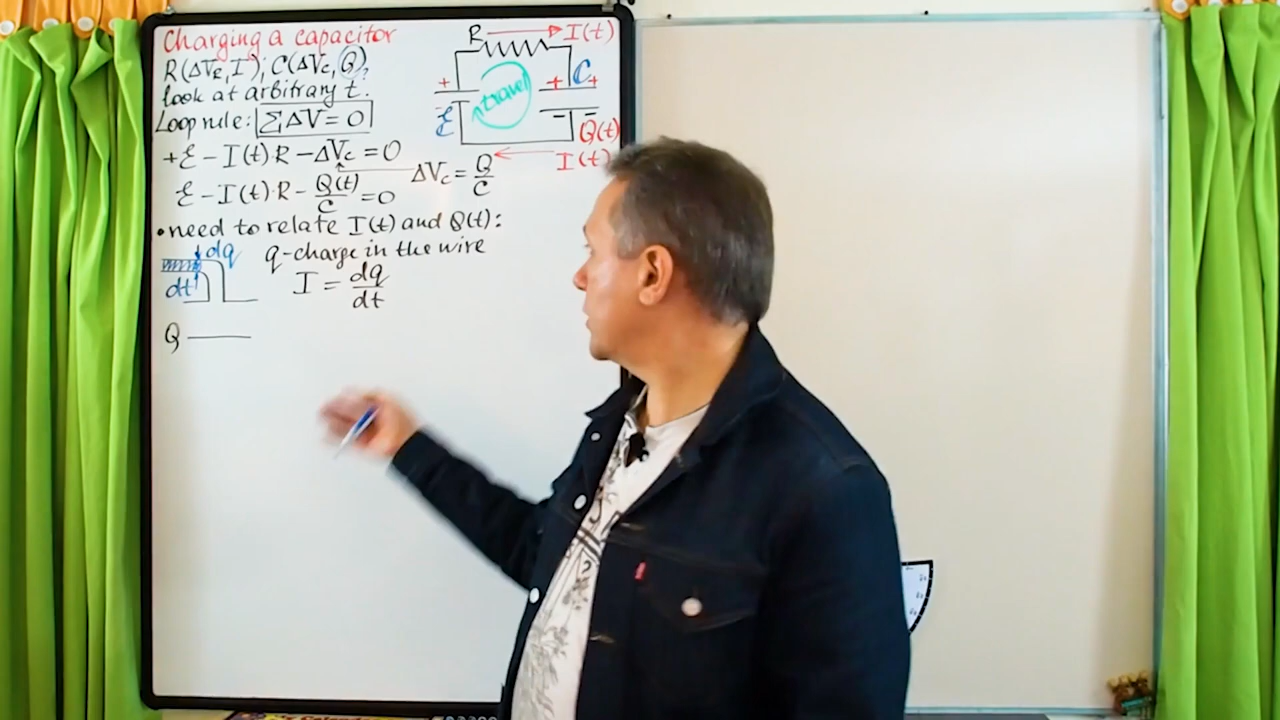 Charging a capacitor
R(ΔV_R, I); C(ΔV_C, Q)?
look at arbitrary t.
Loop rule: ΣΔV = 0
+ℰ − I(t)R − ΔV_C = 0
ΔV_C = Q/C
ℰ − I(t)·R − Q(t)/C = 0
• need to relate I(t) and Q(t):
q-charge in the wire
dq
dt
I = dq/dt
Q
R
I(t)
+
+ +
C
travel
ℰ
-
− −
Q(t)
I(t)